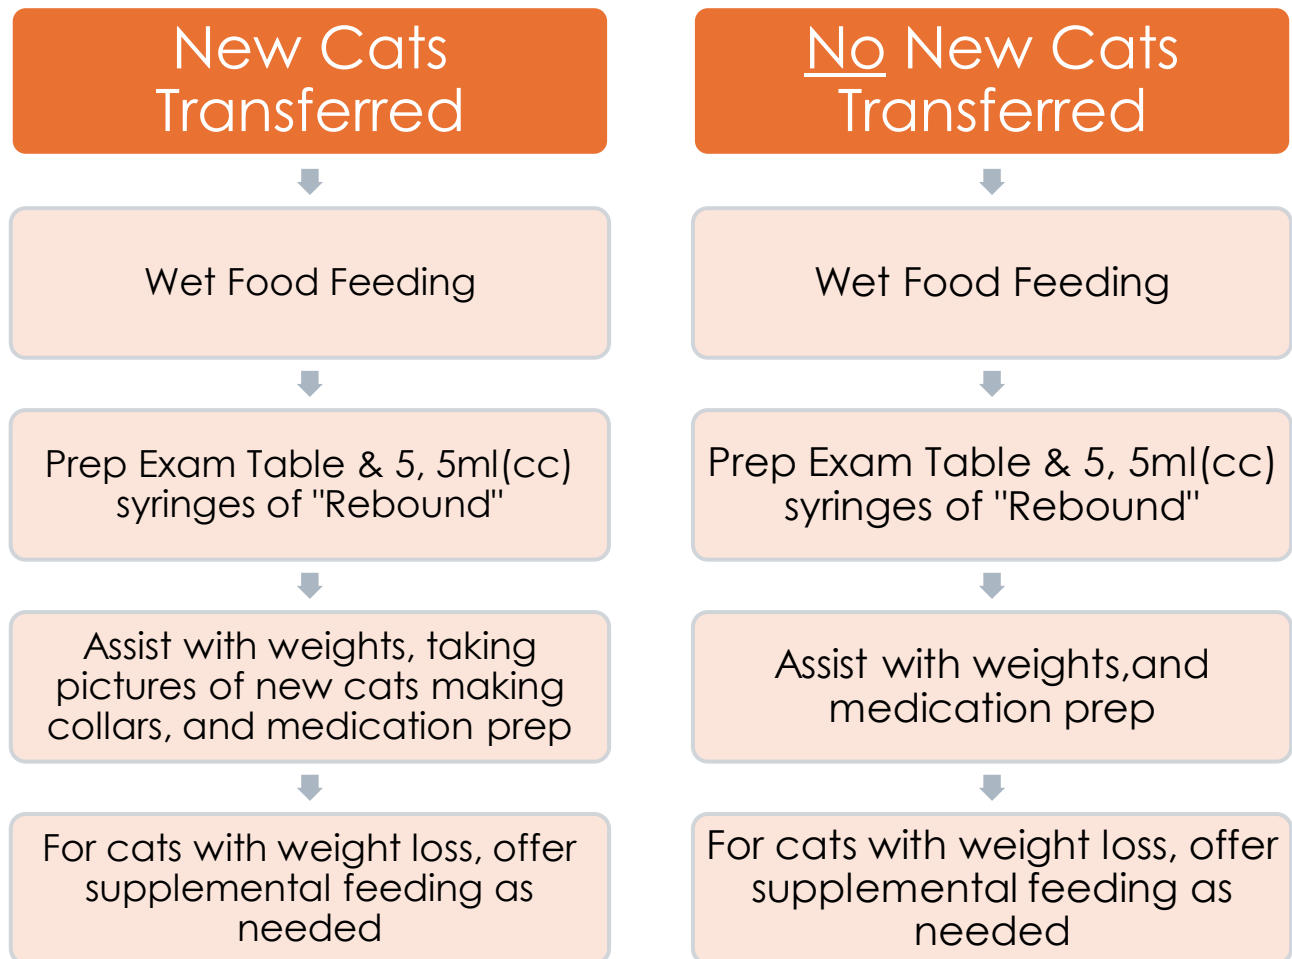 New Cats
Transferred
Wet Food Feeding
Prep Exam Table & 5, 5ml(cc)
syringes of "Rebound"
Assist with weights, taking
pictures of new cats making
collars, and medication prep
For cats with weight loss, offer
supplemental feeding as
needed
No New Cats
Transferred
Wet Food Feeding
Prep Exam Table & 5, 5ml(cc)
syringes of "Rebound"
Assist with weights,and
medication prep
For cats with weight loss, offer
supplemental feeding as
needed